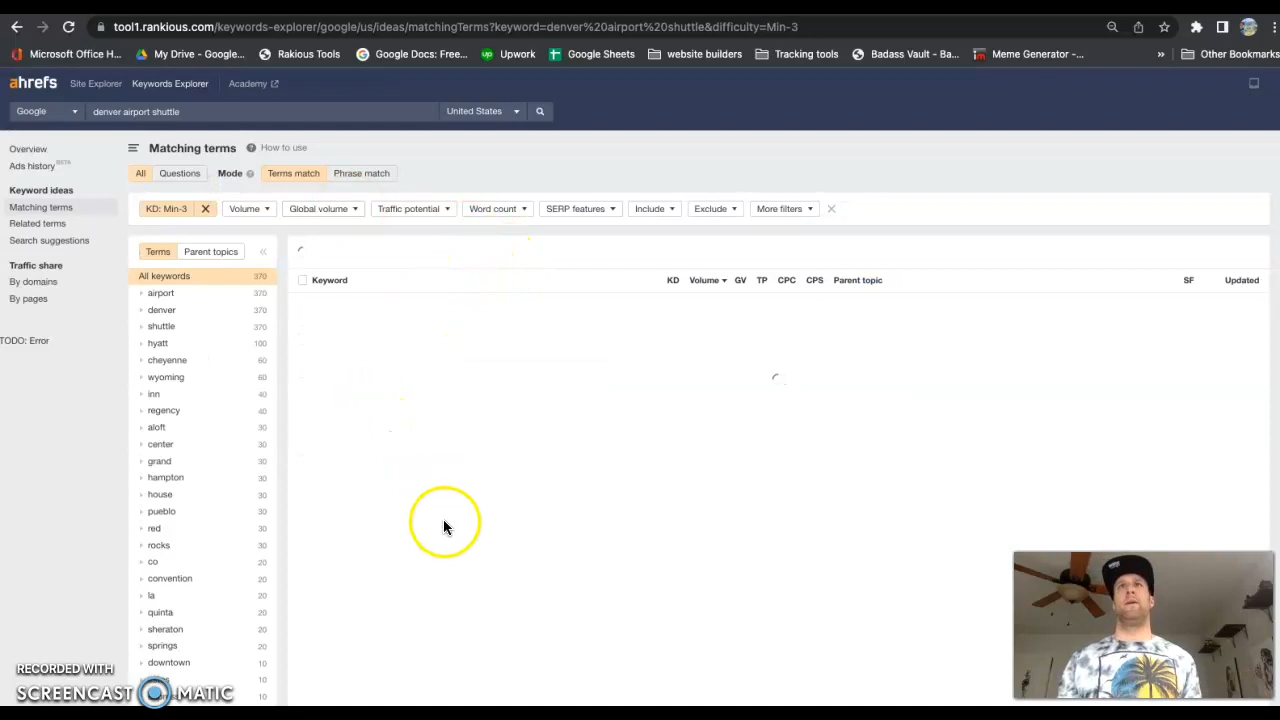 tool1.rankious.com/keywords-explorer/google/us/ideas/matchingTerms?keyword=denver%20airport%20shuttle&difficulty=Min-3
Microsoft Office H...
My Drive - Google...
Rakious Tools
Google Docs: Free...
Upwork
Google Sheets
website builders
Tracking tools
Badass Vault - Ba...
Meme Generator -...
»
Other Bookmarks
ahrefs Site Explorer Keywords Explorer Academy
Google denver airport shuttle United States
Overview
Ads history BETA
Keyword ideas
Matching terms
Related terms
Search suggestions
Traffic share
By domains
By pages
TODO: Error
Matching terms ? How to use
All Questions Mode ? Terms match Phrase match
KD: Min-3 Volume Global volume Traffic potential Word count SERP features Include Exclude More filters
Terms Parent topics «
All keywords 370
airport 370
denver 370
shuttle 370
hyatt 100
cheyenne 60
wyoming 60
inn 40
regency 40
aloft 30
center 30
grand 30
hampton 30
house 30
pueblo 30
red 30
rocks 30
co 20
convention 20
la 20
quinta 20
sheraton 20
springs 20
downtown 10
10
10
Keyword KD Volume GV TP CPC CPS Parent topic SF Updated
RECORDED WITH
SCREENCAST MATIC